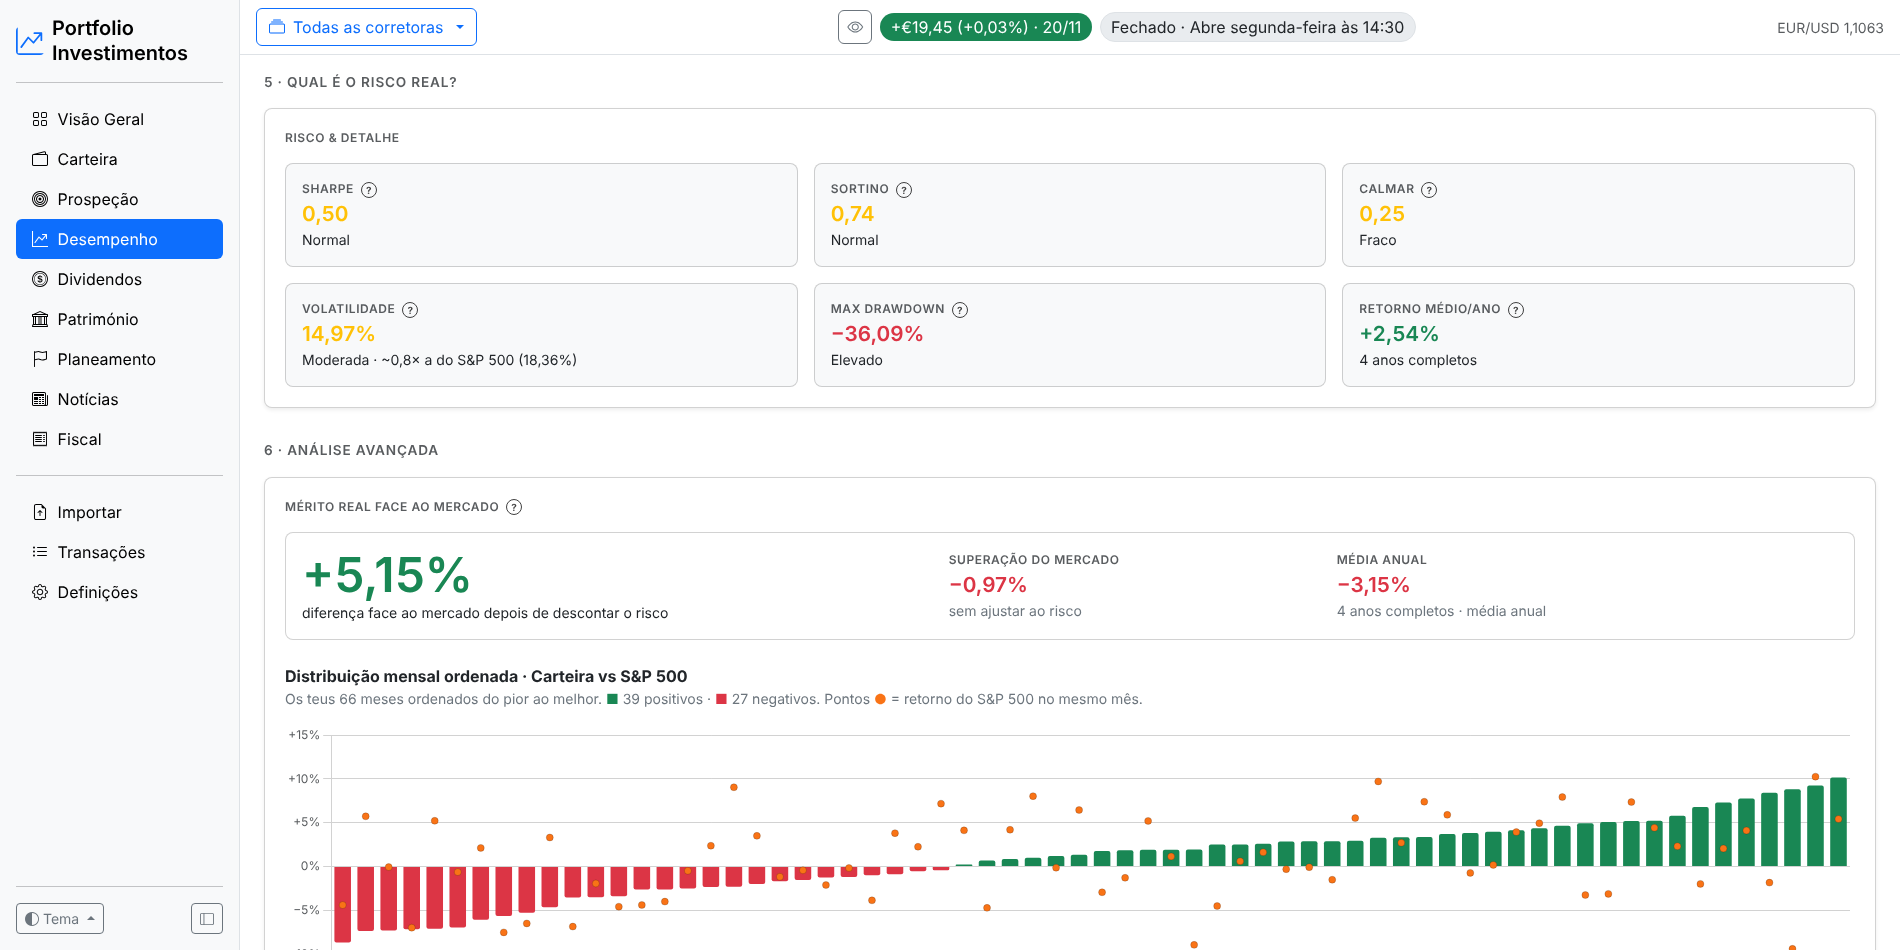 Portfolio
Investimentos
Visão Geral
Carteira
Prospeção
Desempenho
Dividendos
Património
Planeamento
Notícias
Fiscal
Importar
Transações
Definições
Tema
Todas as corretoras
+€19,45 (+0,03%) · 20/11
Fechado · Abre segunda-feira às 14:30
EUR/USD 1,1063
5 · QUAL É O RISCO REAL?
RISCO & DETALHE
SHARPE ?
0,50
Normal
SORTINO ?
0,74
Normal
CALMAR ?
0,25
Fraco
VOLATILIDADE ?
14,97%
Moderada · ~0,8× a do S&P 500 (18,36%)
MAX DRAWDOWN ?
−36,09%
Elevado
RETORNO MÉDIO/ANO ?
+2,54%
4 anos completos
6 · ANÁLISE AVANÇADA
MÉRITO REAL FACE AO MERCADO ?
+5,15%
diferença face ao mercado depois de descontar o risco
SUPERAÇÃO DO MERCADO
−0,97%
sem ajustar ao risco
MÉDIA ANUAL
−3,15%
4 anos completos · média anual
Distribuição mensal ordenada · Carteira vs S&P 500
Os teus 66 meses ordenados do pior ao melhor. 39 positivos · 27 negativos. Pontos = retorno do S&P 500 no mesmo mês.
+15%
+10%
+5%
0%
−5%